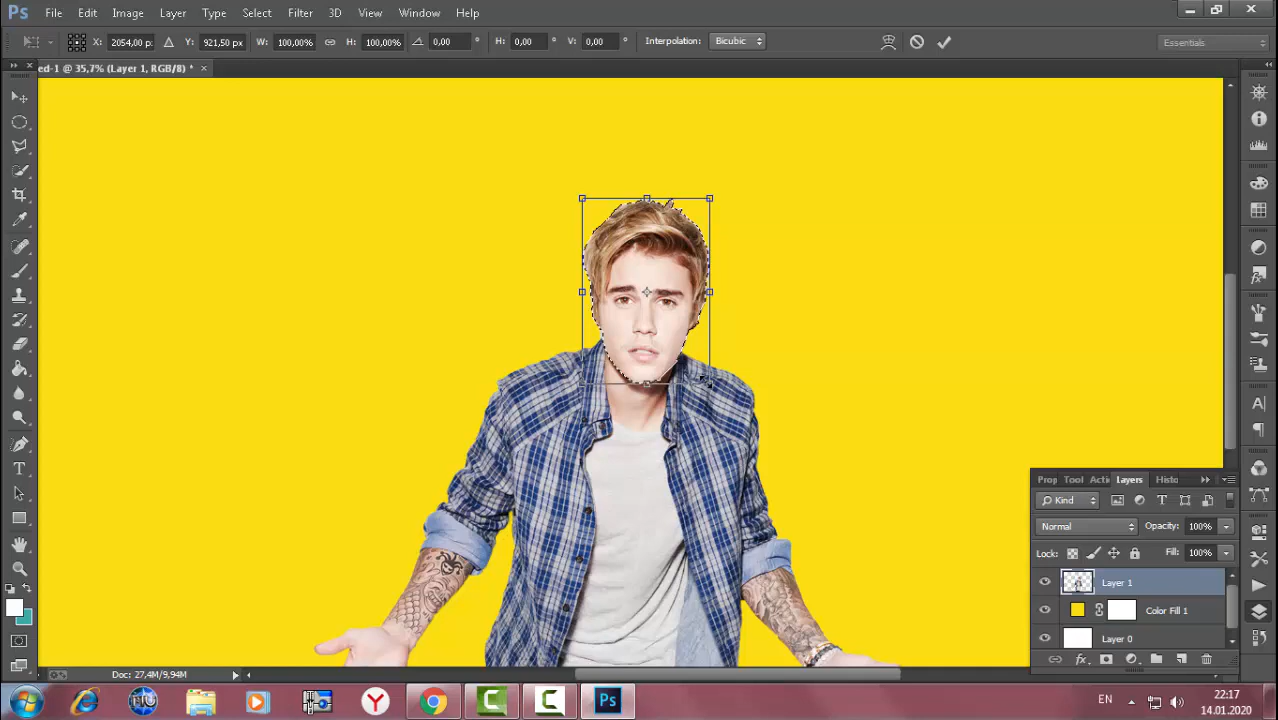 Ps File Edit Image Layer Type Select Filter 3D View Window Help
X: 2054,00 p: Y: 921,50 px W: 100,00% H: 100,00% 0,00 ° H: 0,00 ° V: 0,00 ° Interpolation: Bicubic Essentials
ed-1 @ 35,7% (Layer 1, RGB/8) * ×
Prop Tool Acti Layers Histo
Kind T
Normal Opacity: 100%
Lock: Fill: 100%
Layer 1
Color Fill 1
Layer 0
fx.
Doc: 27,4M/9,94M
Ps EN 22:17
14.01.2020